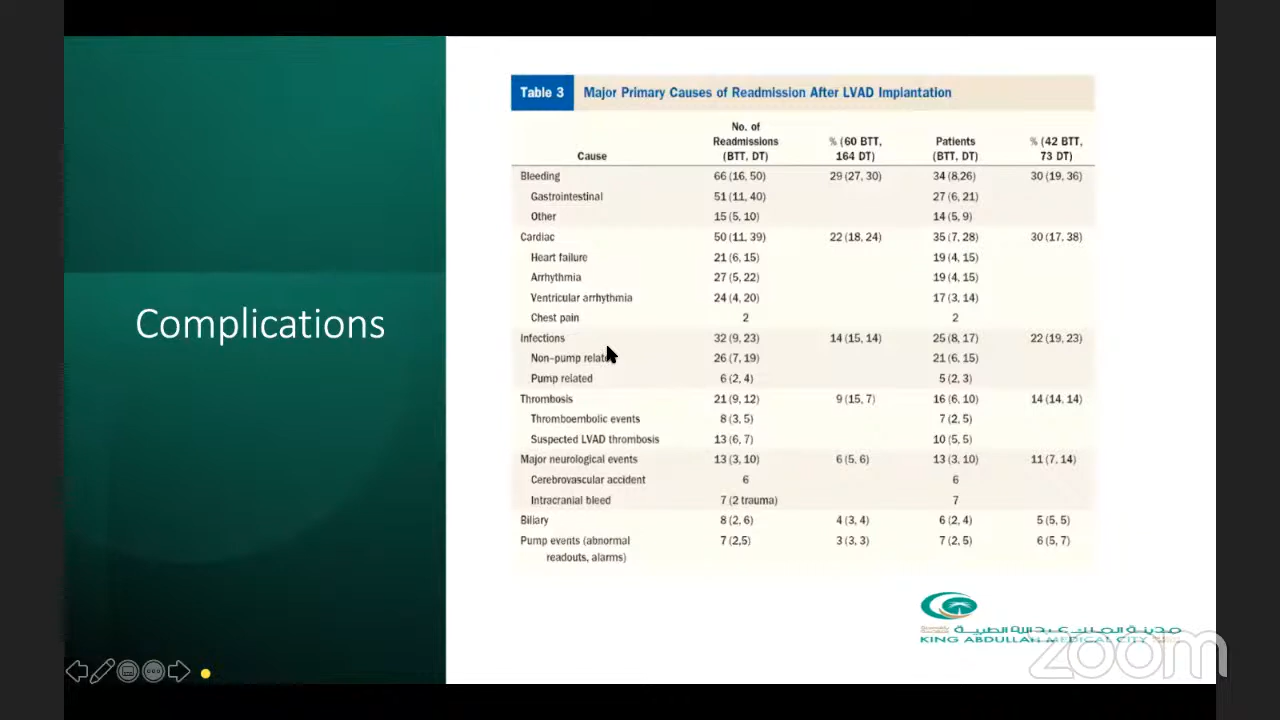 Complications
Table 3 Major Primary Causes of Readmission After LVAD Implantation
Cause No. of Readmissions (BTT, DT) % (60 BTT, 164 DT) Patients (BTT, DT) % (42 BTT, 73 DT)
Bleeding 66 (16, 50) 29 (27, 30) 34 (8,26) 30 (19, 36)
Gastrointestinal 51 (11, 40) 27 (6, 21)
Other 15 (5, 10) 14 (5, 9)
Cardiac 50 (11, 39) 22 (18, 24) 35 (7, 28) 30 (17, 38)
Heart failure 21 (6, 15) 19 (4, 15)
Arrhythmia 27 (5, 22) 19 (4, 15)
Ventricular arrhythmia 24 (4, 20) 17 (3, 14)
Chest pain 2 2
Infections 32 (9, 23) 14 (15, 14) 25 (8, 17) 22 (19, 23)
Non–pump related 26 (7, 19) 21 (6, 15)
Pump related 6 (2, 4) 5 (2, 3)
Thrombosis 21 (9, 12) 9 (15, 7) 16 (6, 10) 14 (14, 14)
Thromboembolic events 8 (3, 5) 7 (2, 5)
Suspected LVAD thrombosis 13 (6, 7) 10 (5, 5)
Major neurological events 13 (3, 10) 6 (5, 6) 13 (3, 10) 11 (7, 14)
Cerebrovascular accident 6 6
Intracranial bleed 7 (2 trauma) 7
Biliary 8 (2, 6) 4 (3, 4) 6 (2, 4) 5 (5, 5)
Pump events (abnormal readouts, alarms) 7 (2,5) 3 (3, 3) 7 (2, 5) 6 (5, 7)
مدينة الملك عبدالله الطبية
KING ABDULLAH MEDICAL CITY
zoom